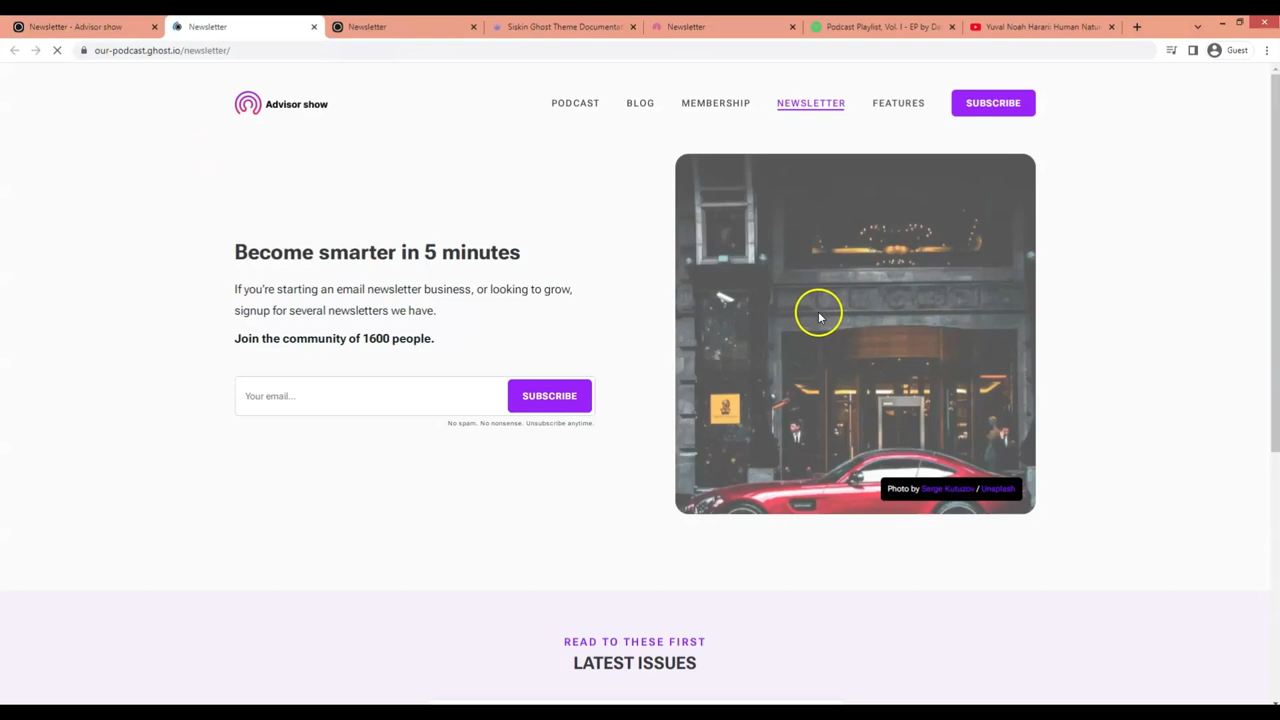 Newsletter - Advisor show
Newsletter
Newsletter
Siskin Ghost Theme Documentat
Newsletter
Podcast Playlist, Vol. I - EP by Da
Yuval Noah Harari: Human Natu
our-podcast.ghost.io/newsletter/
Guest
Advisor show
PODCAST
BLOG
MEMBERSHIP
NEWSLETTER
FEATURES
SUBSCRIBE
Become smarter in 5 minutes
If you're starting an email newsletter business, or looking to grow,
signup for several newsletters we have.
Join the community of 1600 people.
Your email...
SUBSCRIBE
No spam. No nonsense. Unsubscribe anytime.
Photo by Serge Kutuzov / Unsplash
READ TO THESE FIRST
LATEST ISSUES